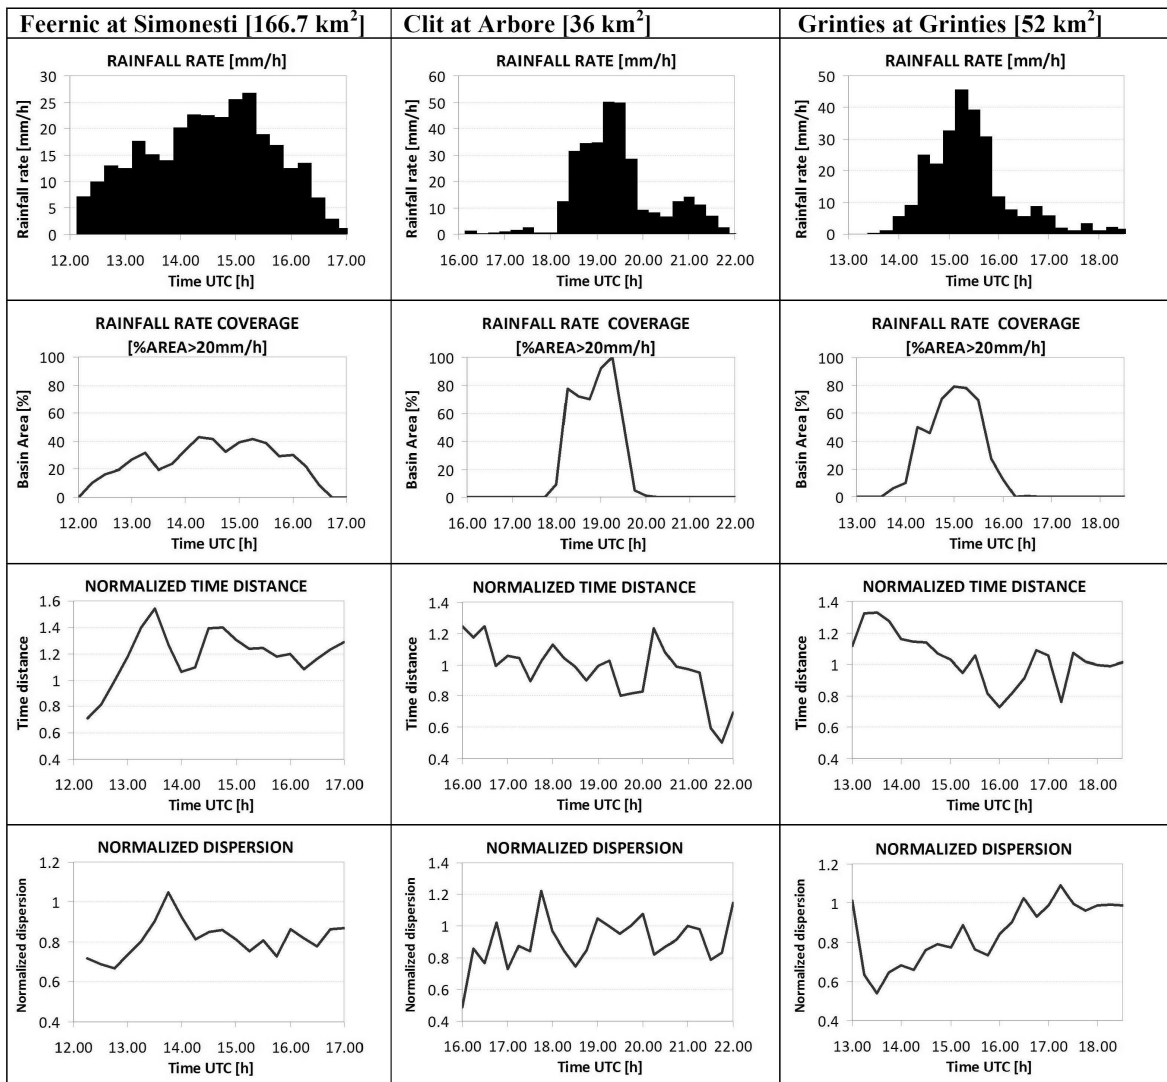 Feernic at Simonesti [166.7 km²]
Clit at Arbore [36 km²]
Grinties at Grinties [52 km²]
RAINFALL RATE [mm/h]
Rainfall rate [mm/h]
30
25
20
15
10
5
0
12.00 13.00 14.00 15.00 16.00 17.00
Time UTC [h]
RAINFALL RATE [mm/h]
Rainfall rate [mm/h]
60
50
40
30
20
10
0
16.00 17.00 18.00 19.00 20.00 21.00 22.00
Time UTC [h]
RAINFALL RATE [mm/h]
Rainfall rate [mm/h]
50
40
30
20
10
0
13.00 14.00 15.00 16.00 17.00 18.00
Time UTC [h]
RAINFALL RATE COVERAGE
[%AREA>20mm/h]
Basin Area [%]
100
80
60
40
20
0
12.00 13.00 14.00 15.00 16.00 17.00
Time UTC [h]
RAINFALL RATE COVERAGE
[%AREA>20mm/h]
Basin Area [%]
100
80
60
40
20
0
16.00 17.00 18.00 19.00 20.00 21.00 22.00
Time UTC [h]
RAINFALL RATE COVERAGE
[%AREA>20mm/h]
Basin Area [%]
100
80
60
40
20
0
13.00 14.00 15.00 16.00 17.00 18.00
Time UTC [h]
NORMALIZED TIME DISTANCE
Time distance
1.6
1.4
1.2
1
0.8
0.6
0.4
12.00 13.00 14.00 15.00 16.00 17.00
Time UTC [h]
NORMALIZED TIME DISTANCE
Time distance
1.4
1.2
1
0.8
0.6
0.4
16.00 17.00 18.00 19.00 20.00 21.00 22.00
Time UTC [h]
NORMALIZED TIME DISTANCE
Time distance
1.4
1.2
1
0.8
0.6
0.4
13.00 14.00 15.00 16.00 17.00 18.00
Time UTC [h]
NORMALIZED DISPERSION
Normalized dispersion
1.2
1
0.8
0.6
0.4
12.00 13.00 14.00 15.00 16.00 17.00
Time UTC [h]
NORMALIZED DISPERSION
Normalized dispersion
1.4
1.2
1
0.8
0.6
0.4
16.00 17.00 18.00 19.00 20.00 21.00 22.00
Time UTC [h]
NORMALIZED DISPERSION
Normalized dispersion
1.2
1
0.8
0.6
0.4
13.00 14.00 15.00 16.00 17.00 18.00
Time UTC [h]